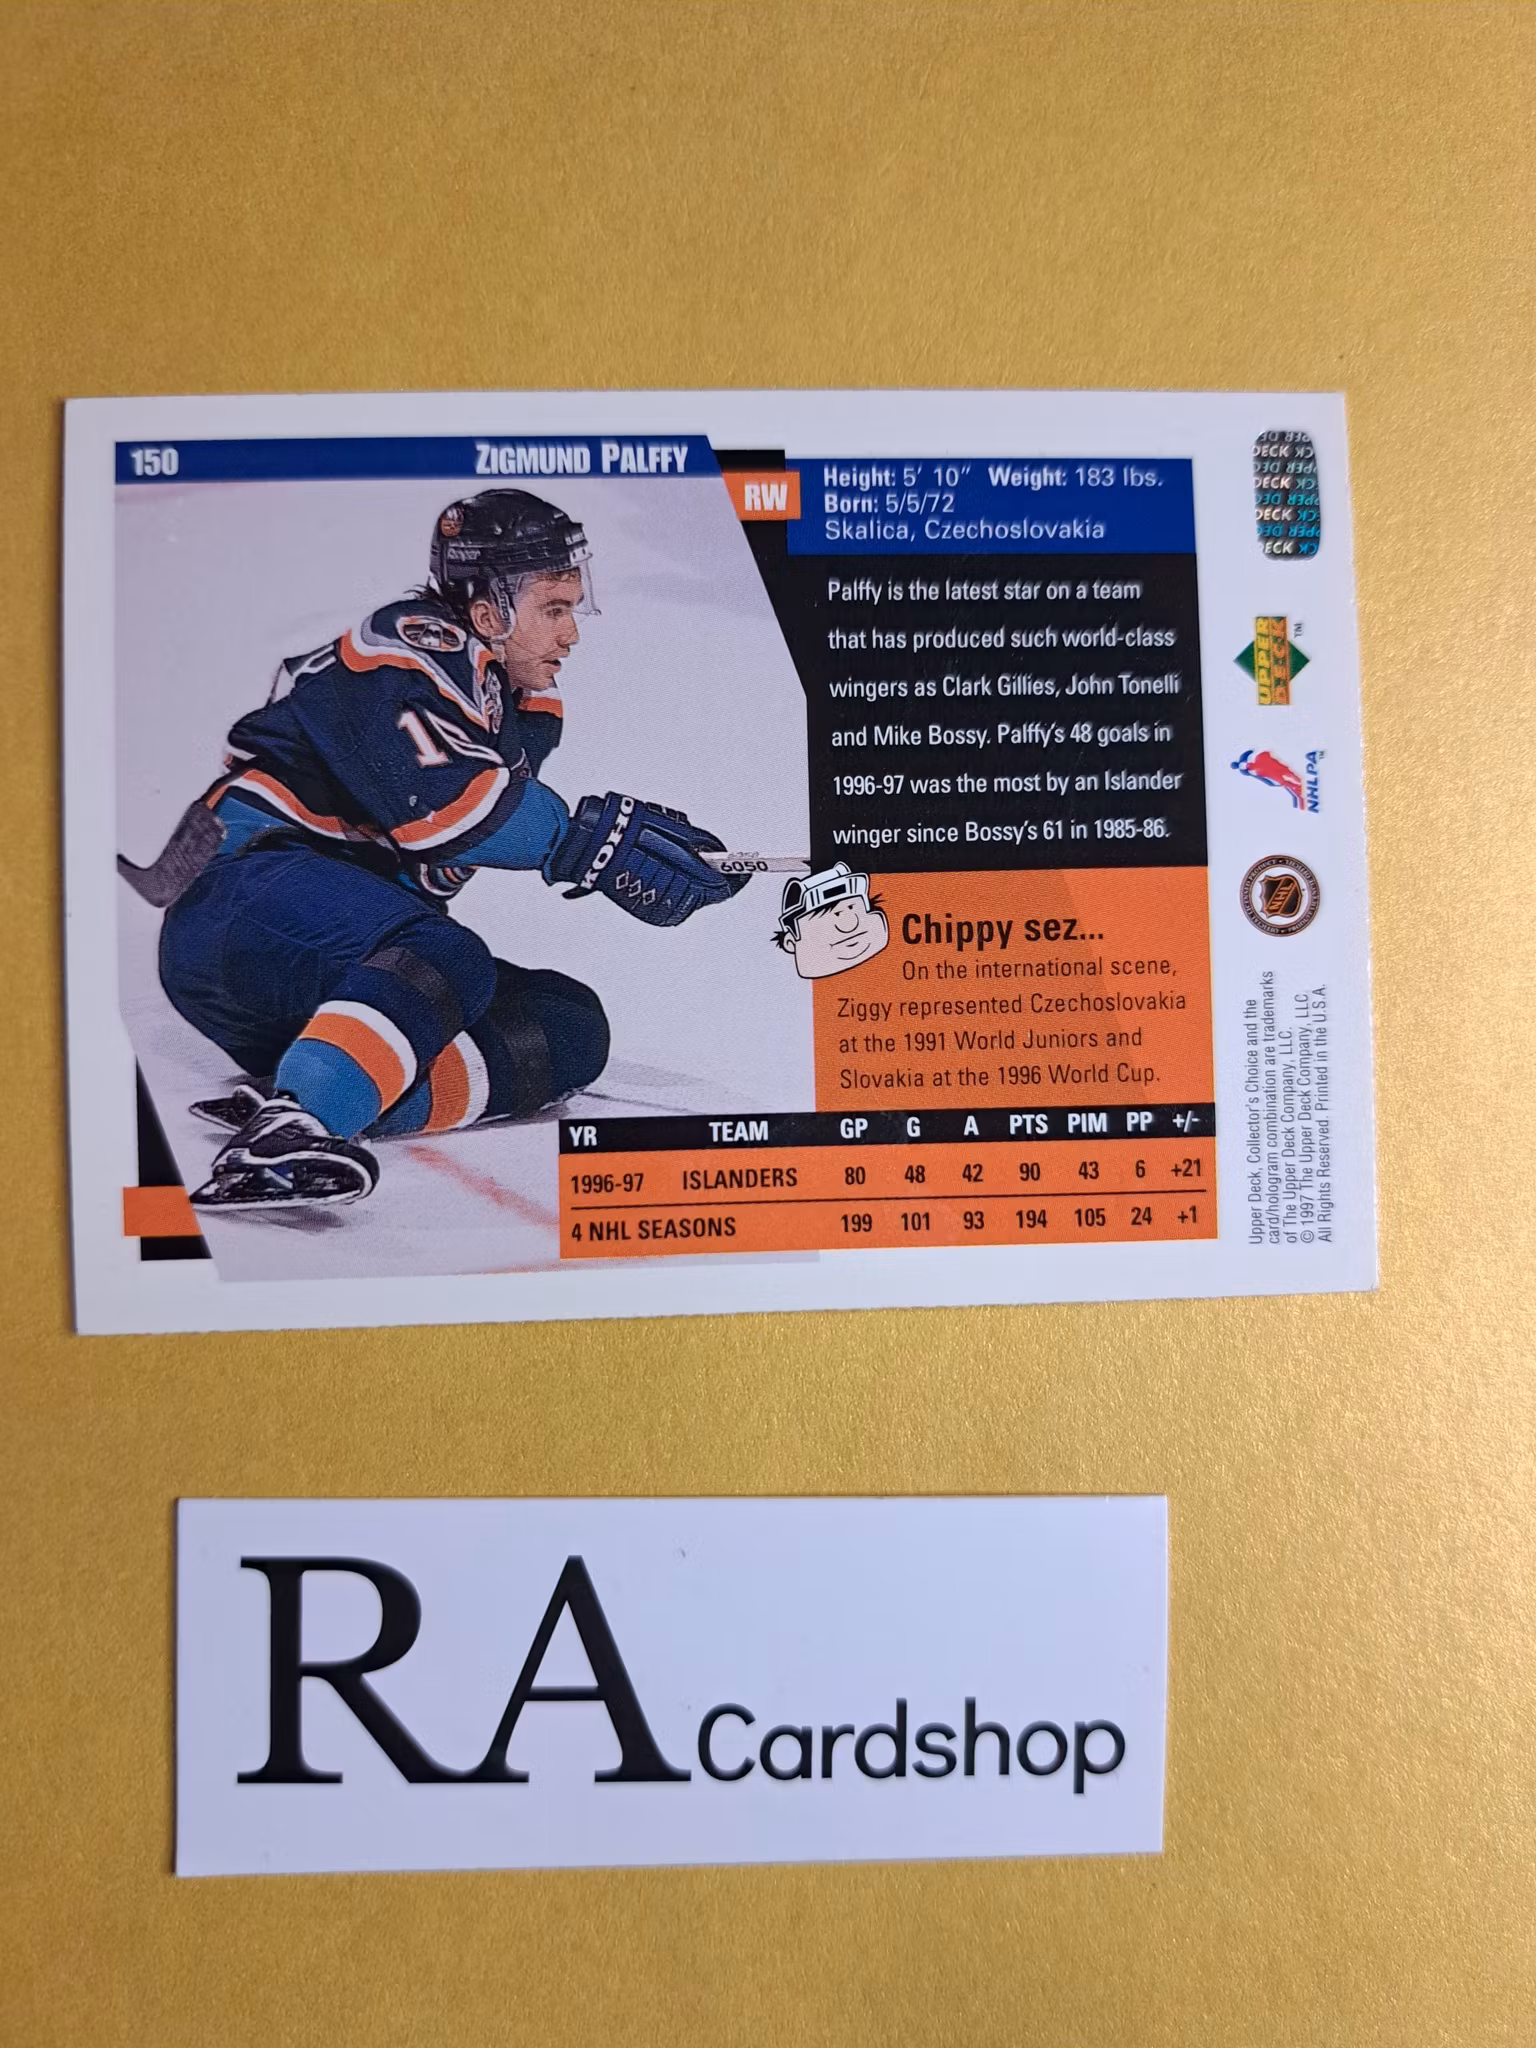 150
ZIGMUND PALFFY
RW
Height: 5' 10" Weight: 183 lbs.
Born: 5/5/72
Skalica, Czechoslovakia
Palffy is the latest star on a team
that has produced such world-class
wingers as Clark Gillies, John Tonelli
and Mike Bossy. Palffy's 48 goals in
1996-97 was the most by an Islander
winger since Bossy's 61 in 1985-86.
Chippy sez...
On the international scene,
Ziggy represented Czechoslovakia
at the 1991 World Juniors and
Slovakia at the 1996 World Cup.
YR TEAM GP G A PTS PIM PP +/-
1996-97 ISLANDERS 80 48 42 90 43 6 +21
4 NHL SEASONS 199 101 93 194 105 24 +1
KOHO
6050
UPPER
DECK
TM
NHLPA
NHL
Upper Deck, Collector's Choice and the
card/hologram combination are trademarks
of The Upper Deck Company, LLC.
© 1997 The Upper Deck Company, LLC.
All Rights Reserved. Printed in the U.S.A.
RA Cardshop